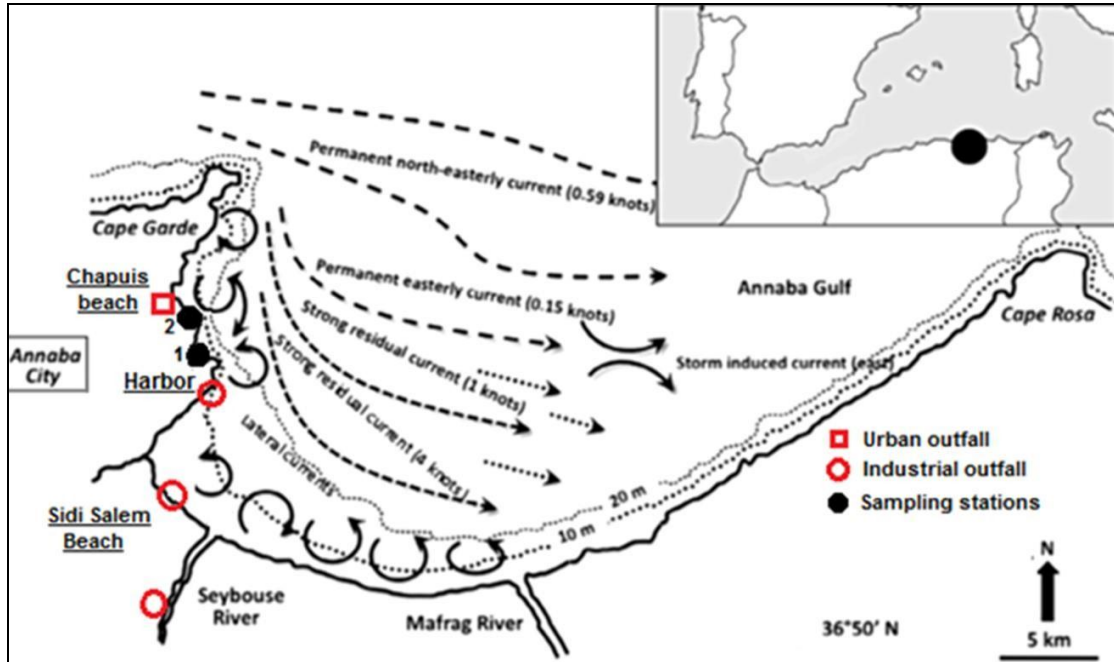 Permanent north-easterly current (0.59 knots)
Cape Garde
Chapuis
beach
Permanent easterly current (0.15 knots)
Annaba Gulf
Cape Rosa
2
Strong residual current (1 knots)
Annaba
City
1
Storm induced current (east)
Harbor
Strong residual current (4 knots)
Lateral currents
Urban outfall
Industrial outfall
Sampling stations
20 m
10 m
Sidi Salem
Beach
Seybouse
River
Mafrag River
36°50’ N
N
5 km